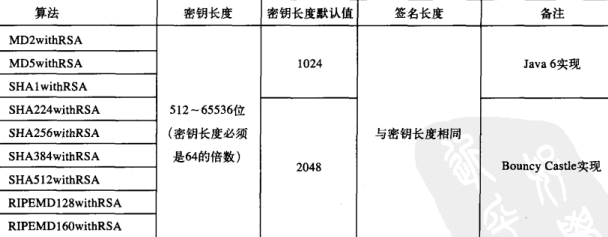 算法 密钥长度 密钥长度默认值 签名长度 备注
MD2withRSA
MD5withRSA 1024 Java 6实现
SHA1withRSA
SHA224withRSA 512～65536位
SHA256withRSA （密钥长度必须 与密钥长度相同
SHA384withRSA 是64的倍数） 2048 Bouncy Castle实现
SHA512withRSA
RIPEMD128withRSA
RIPEMD160withRSA